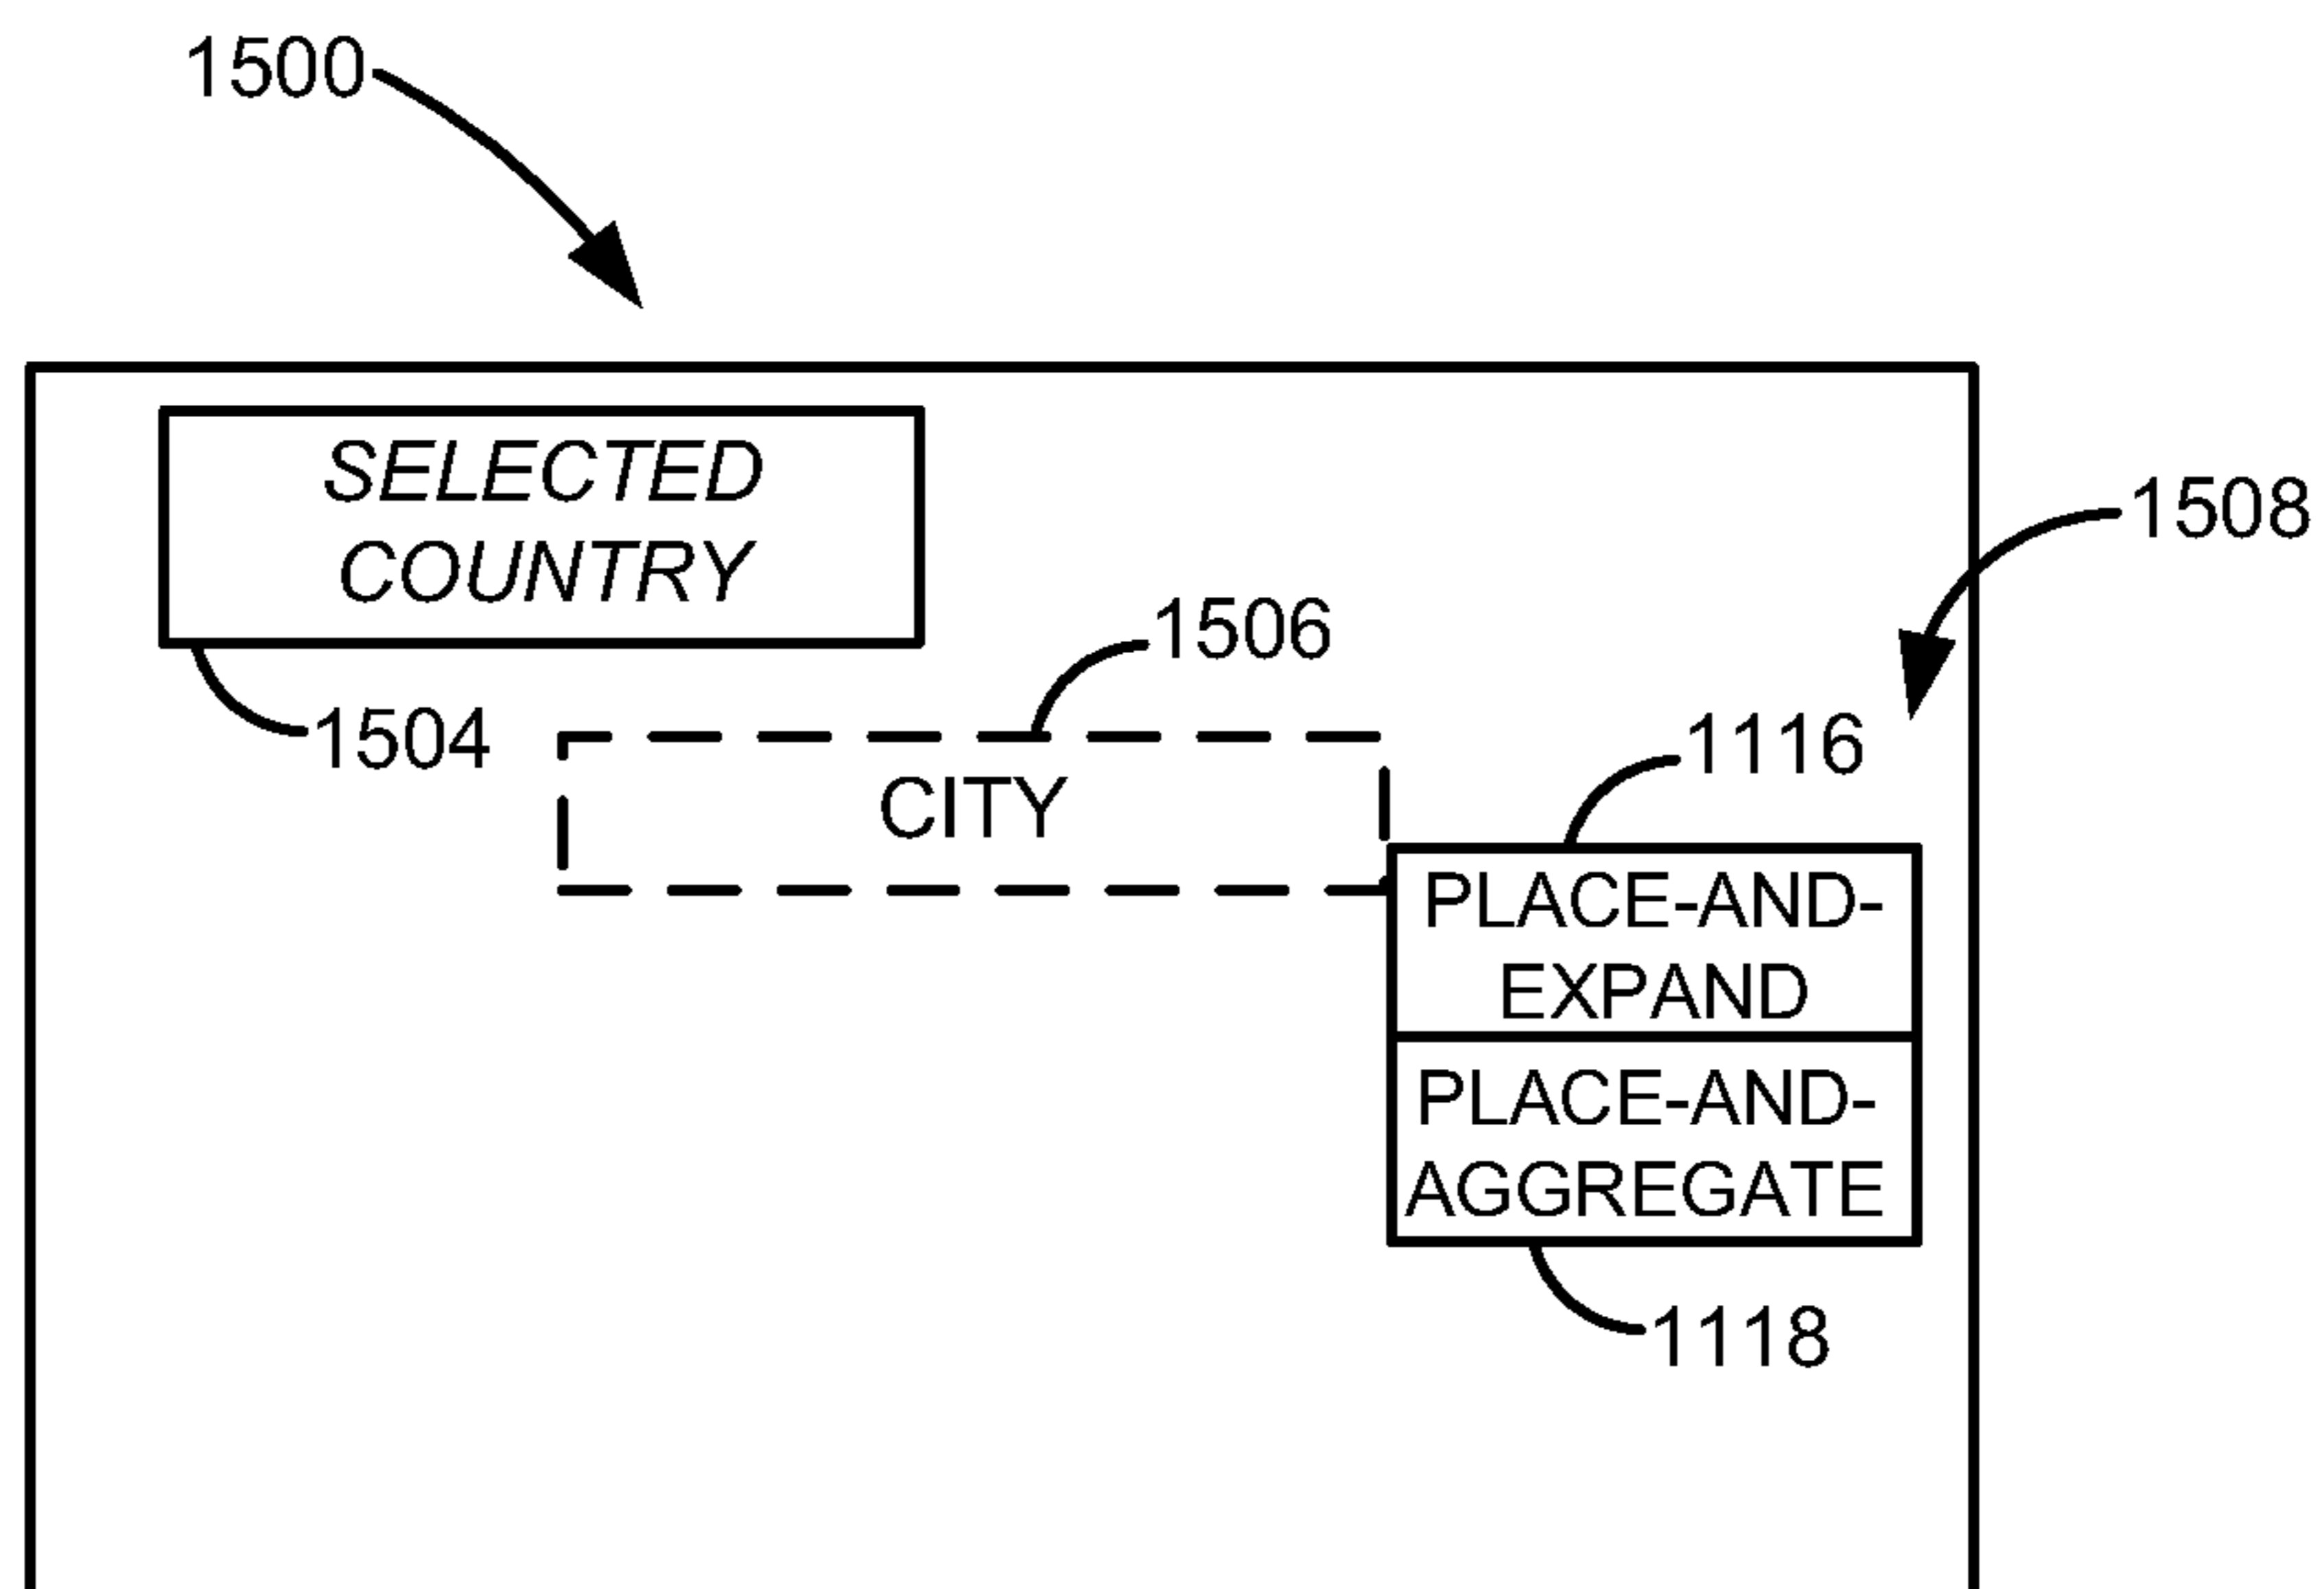 1500
SELECTED
COUNTRY
1508
1506
1504
1116
CITY
PLACE-AND-
EXPAND
PLACE-AND-
AGGREGATE
1118